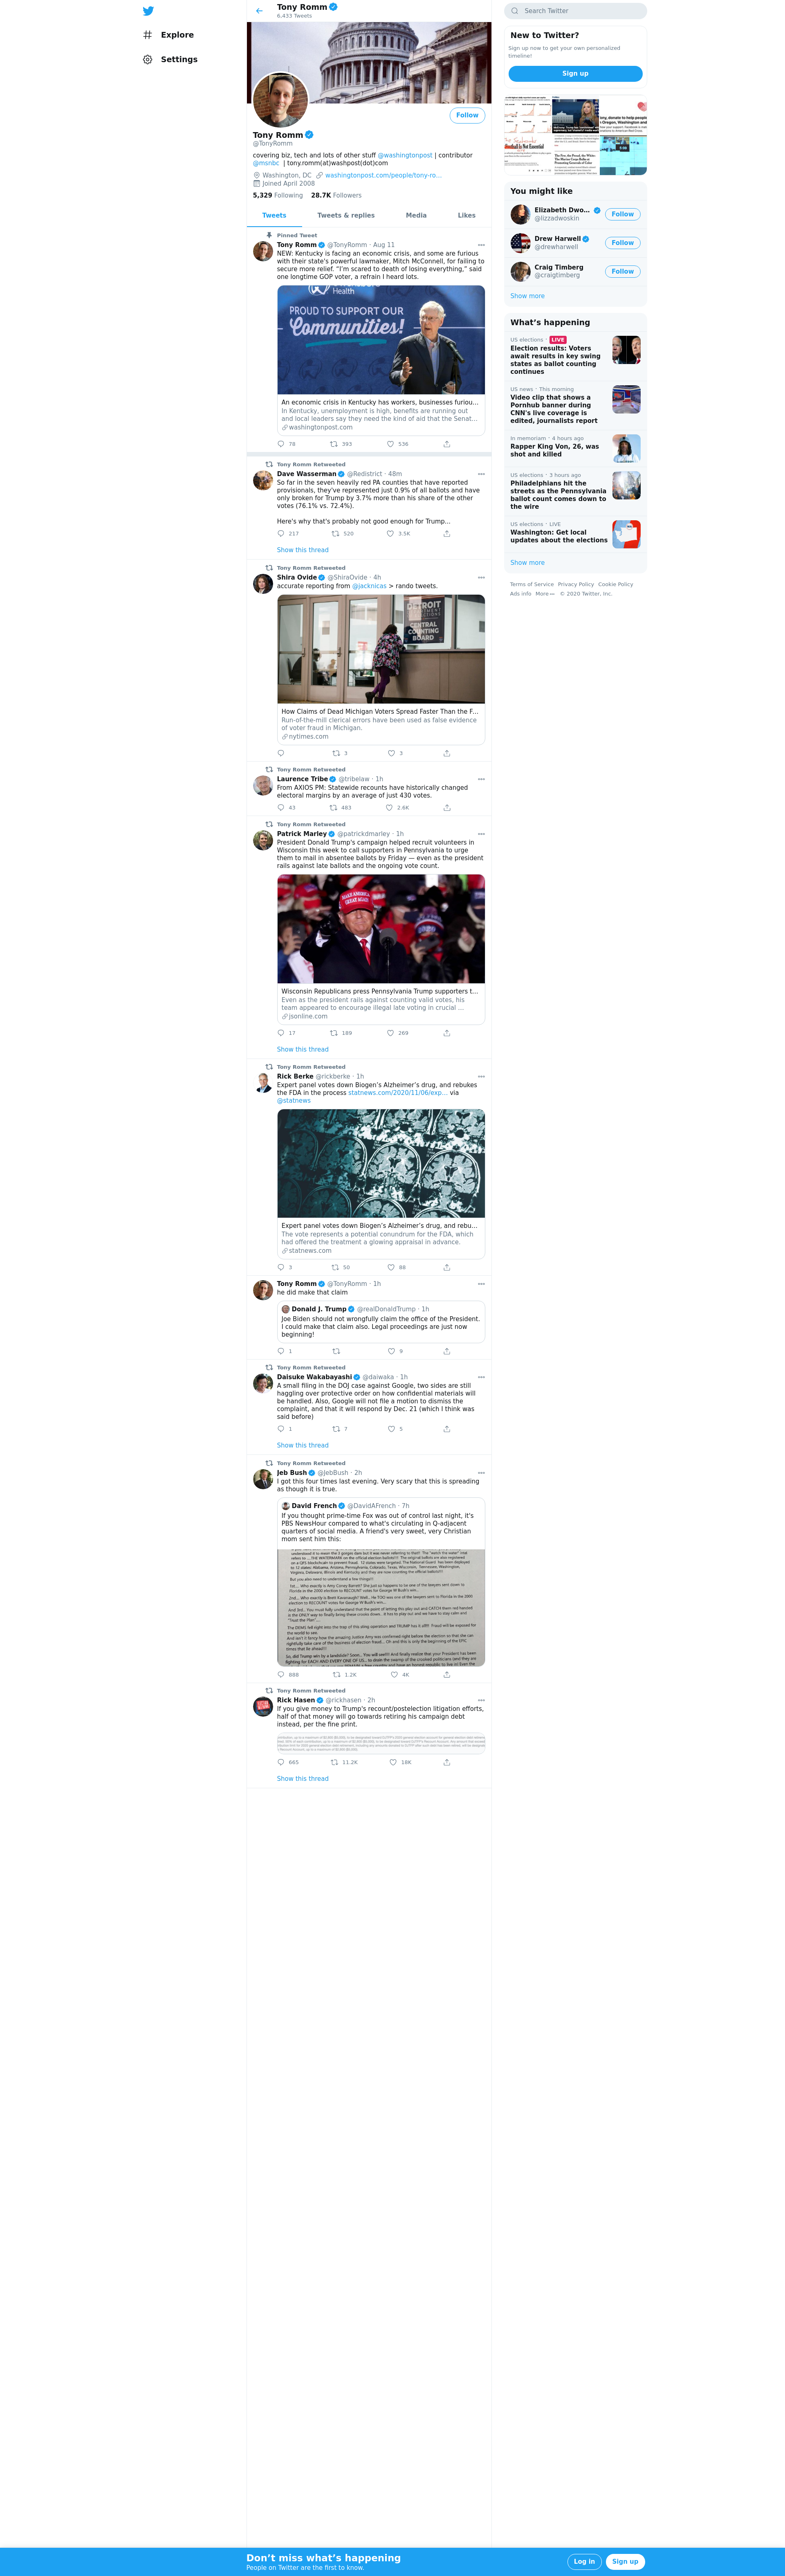 Explore
Settings
Tony Romm
6,433 Tweets
Follow
Tony Romm
@TonyRomm
covering biz, tech and lots of other stuff @washingtonpost | contributor
@msnbc | tony.romm(at)washpost(dot)com
Washington, DC washingtonpost.com/people/tony-ro…
Joined April 2008
5,329 Following 28.7K Followers
Tweets Tweets & replies Media Likes
Pinned Tweet
Tony Romm @TonyRomm · Aug 11
NEW: Kentucky is facing an economic crisis, and some are furious
with their state's powerful lawmaker, Mitch McConnell, for failing to
secure more relief. "I'm scared to death of losing everything," said
one longtime GOP voter, a refrain I heard lots.
Health
PROUD TO SUPPORT OUR
Communities!
An economic crisis in Kentucky has workers, businesses furiou…
In Kentucky, unemployment is high, benefits are running out
and local leaders say they need the kind of aid that the Senat…
washingtonpost.com
78 393 536
Tony Romm Retweeted
Dave Wasserman @Redistrict · 48m
So far in the seven heavily red PA counties that have reported
provisionals, they've represented just 0.9% of all ballots and have
only broken for Trump by 3.7% more than his share of the other
votes (76.1% vs. 72.4%).
Here's why that's probably not good enough for Trump...
217 520 3.5K
Show this thread
Tony Romm Retweeted
Shira Ovide @ShiraOvide · 4h
accurate reporting from @jacknicas > rando tweets.
DETROIT
CENTRAL
COUNTING
BOARD
How Claims of Dead Michigan Voters Spread Faster Than the F…
Run-of-the-mill clerical errors have been used as false evidence
of voter fraud in Michigan.
nytimes.com
3 3
Tony Romm Retweeted
Laurence Tribe @tribelaw · 1h
From AXIOS PM: Statewide recounts have historically changed
electoral margins by an average of just 430 votes.
43 483 2.6K
Tony Romm Retweeted
Patrick Marley @patrickdmarley · 1h
President Donald Trump's campaign helped recruit volunteers in
Wisconsin this week to call supporters in Pennsylvania to urge
them to mail in absentee ballots by Friday — even as the president
rails against late ballots and the ongoing vote count.
MAKE AMERICA
GREAT AGAIN
Wisconsin Republicans press Pennsylvania Trump supporters t…
Even as the president rails against counting valid votes, his
team appeared to encourage illegal late voting in crucial …
jsonline.com
17 189 269
Show this thread
Tony Romm Retweeted
Rick Berke @rickberke · 1h
Expert panel votes down Biogen's Alzheimer's drug, and rebukes
the FDA in the process statnews.com/2020/11/06/exp… via
@statnews
Expert panel votes down Biogen's Alzheimer's drug, and rebu…
The vote represents a potential conundrum for the FDA, which
had offered the treatment a glowing appraisal in advance.
statnews.com
3 50 88
Tony Romm @TonyRomm · 1h
he did make that claim
Donald J. Trump @realDonaldTrump · 1h
Joe Biden should not wrongfully claim the office of the President.
I could make that claim also. Legal proceedings are just now
beginning!
1 9
Tony Romm Retweeted
Daisuke Wakabayashi @daiwaka · 1h
A small filing in the DOJ case against Google, two sides are still
haggling over protective order on how confidential materials will
be handled. Also, Google will not file a motion to dismiss the
complaint, and that it will respond by Dec. 21 (which I think was
said before)
1 7 5
Show this thread
Tony Romm Retweeted
Jeb Bush @JebBush · 2h
I got this four times last evening. Very scary that this is spreading
as though it is true.
David French @DavidAFrench · 7h
If you thought prime-time Fox was out of control last night, it's
PBS NewsHour compared to what's circulating in Q-adjacent
quarters of social media. A friend's very sweet, very Christian
mom sent him this:
888 1.2K 4K
Tony Romm Retweeted
Rick Hasen @rickhasen · 2h
If you give money to Trump's recount/postelection litigation efforts,
half of that money will go towards retiring his campaign debt
instead, per the fine print.
665 11.2K 18K
Show this thread
Search Twitter
New to Twitter?
Sign up now to get your own personalized
timeline!
Sign up
You might like
Elizabeth Dwo…
@lizzadwoskin
Follow
Drew Harwell
@drewharwell
Follow
Craig Timberg
@craigtimberg
Follow
Show more
What's happening
US elections · LIVE
Election results: Voters
await results in key swing
states as ballot counting
continues
US news · This morning
Video clip that shows a
Pornhub banner during
CNN's live coverage is
edited, journalists report
In memoriam · 4 hours ago
Rapper King Von, 26, was
shot and killed
US elections · 3 hours ago
Philadelphians hit the
streets as the Pennsylvania
ballot count comes down to
the wire
US elections · LIVE
Washington: Get local
updates about the elections
Show more
Terms of Service Privacy Policy Cookie Policy
Ads info More © 2020 Twitter, Inc.
Don't miss what's happening
People on Twitter are the first to know.
Log in
Sign up